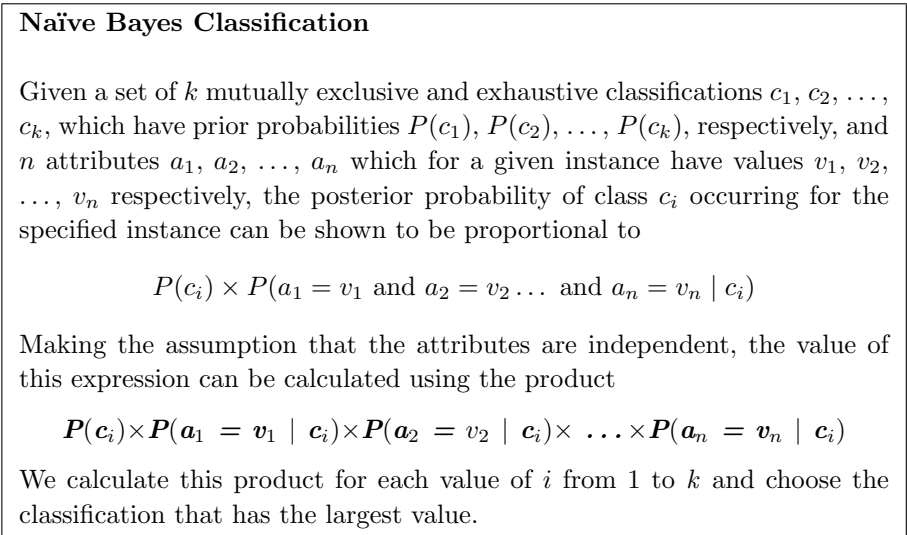 Naïve Bayes Classification
Given a set of k mutually exclusive and exhaustive classifications c₁, c₂, …,
cₖ, which have prior probabilities P(c₁), P(c₂), …, P(cₖ), respectively, and
n attributes a₁, a₂, …, aₙ which for a given instance have values v₁, v₂,
…, vₙ respectively, the posterior probability of class cᵢ occurring for the
specified instance can be shown to be proportional to
P(cᵢ) × P(a₁ = v₁ and a₂ = v₂ … and aₙ = vₙ | cᵢ)
Making the assumption that the attributes are independent, the value of
this expression can be calculated using the product
P(cᵢ)×P(a₁ = v₁ | cᵢ)×P(a₂ = v₂ | cᵢ)× …×P(aₙ = vₙ | cᵢ)
We calculate this product for each value of i from 1 to k and choose the
classification that has the largest value.